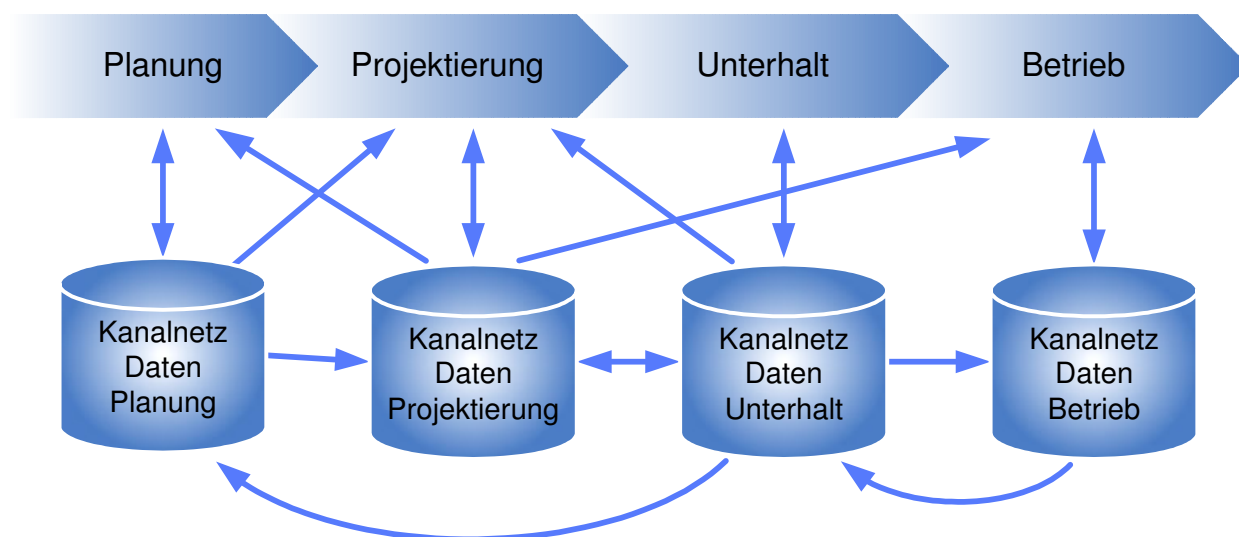 Planung
Projektierung
Unterhalt
Betrieb
Kanalnetz
Daten
Planung
Kanalnetz
Daten
Projektierung
Kanalnetz
Daten
Unterhalt
Kanalnetz
Daten
Betrieb